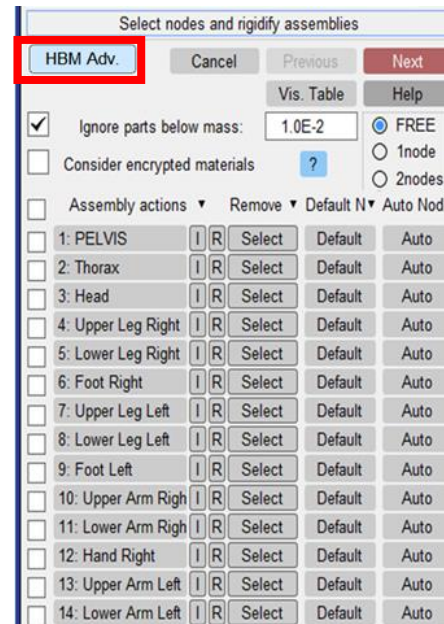 Select nodes and rigidify assemblies
HBM Adv. Cancel Previous Next
Vis. Table Help
Ignore parts below mass: 1.0E-2 FREE
1node
Consider encrypted materials ? 2nodes
Assembly actions ▼ Remove ▼ Default N▼ Auto Nod
1: PELVIS I R Select Default Auto
2: Thorax I R Select Default Auto
3: Head I R Select Default Auto
4: Upper Leg Right I R Select Default Auto
5: Lower Leg Right I R Select Default Auto
6: Foot Right I R Select Default Auto
7: Upper Leg Left I R Select Default Auto
8: Lower Leg Left I R Select Default Auto
9: Foot Left I R Select Default Auto
10: Upper Arm Righ I R Select Default Auto
11: Lower Arm Righ I R Select Default Auto
12: Hand Right I R Select Default Auto
13: Upper Arm Left I R Select Default Auto
14: Lower Arm Left I R Select Default Auto